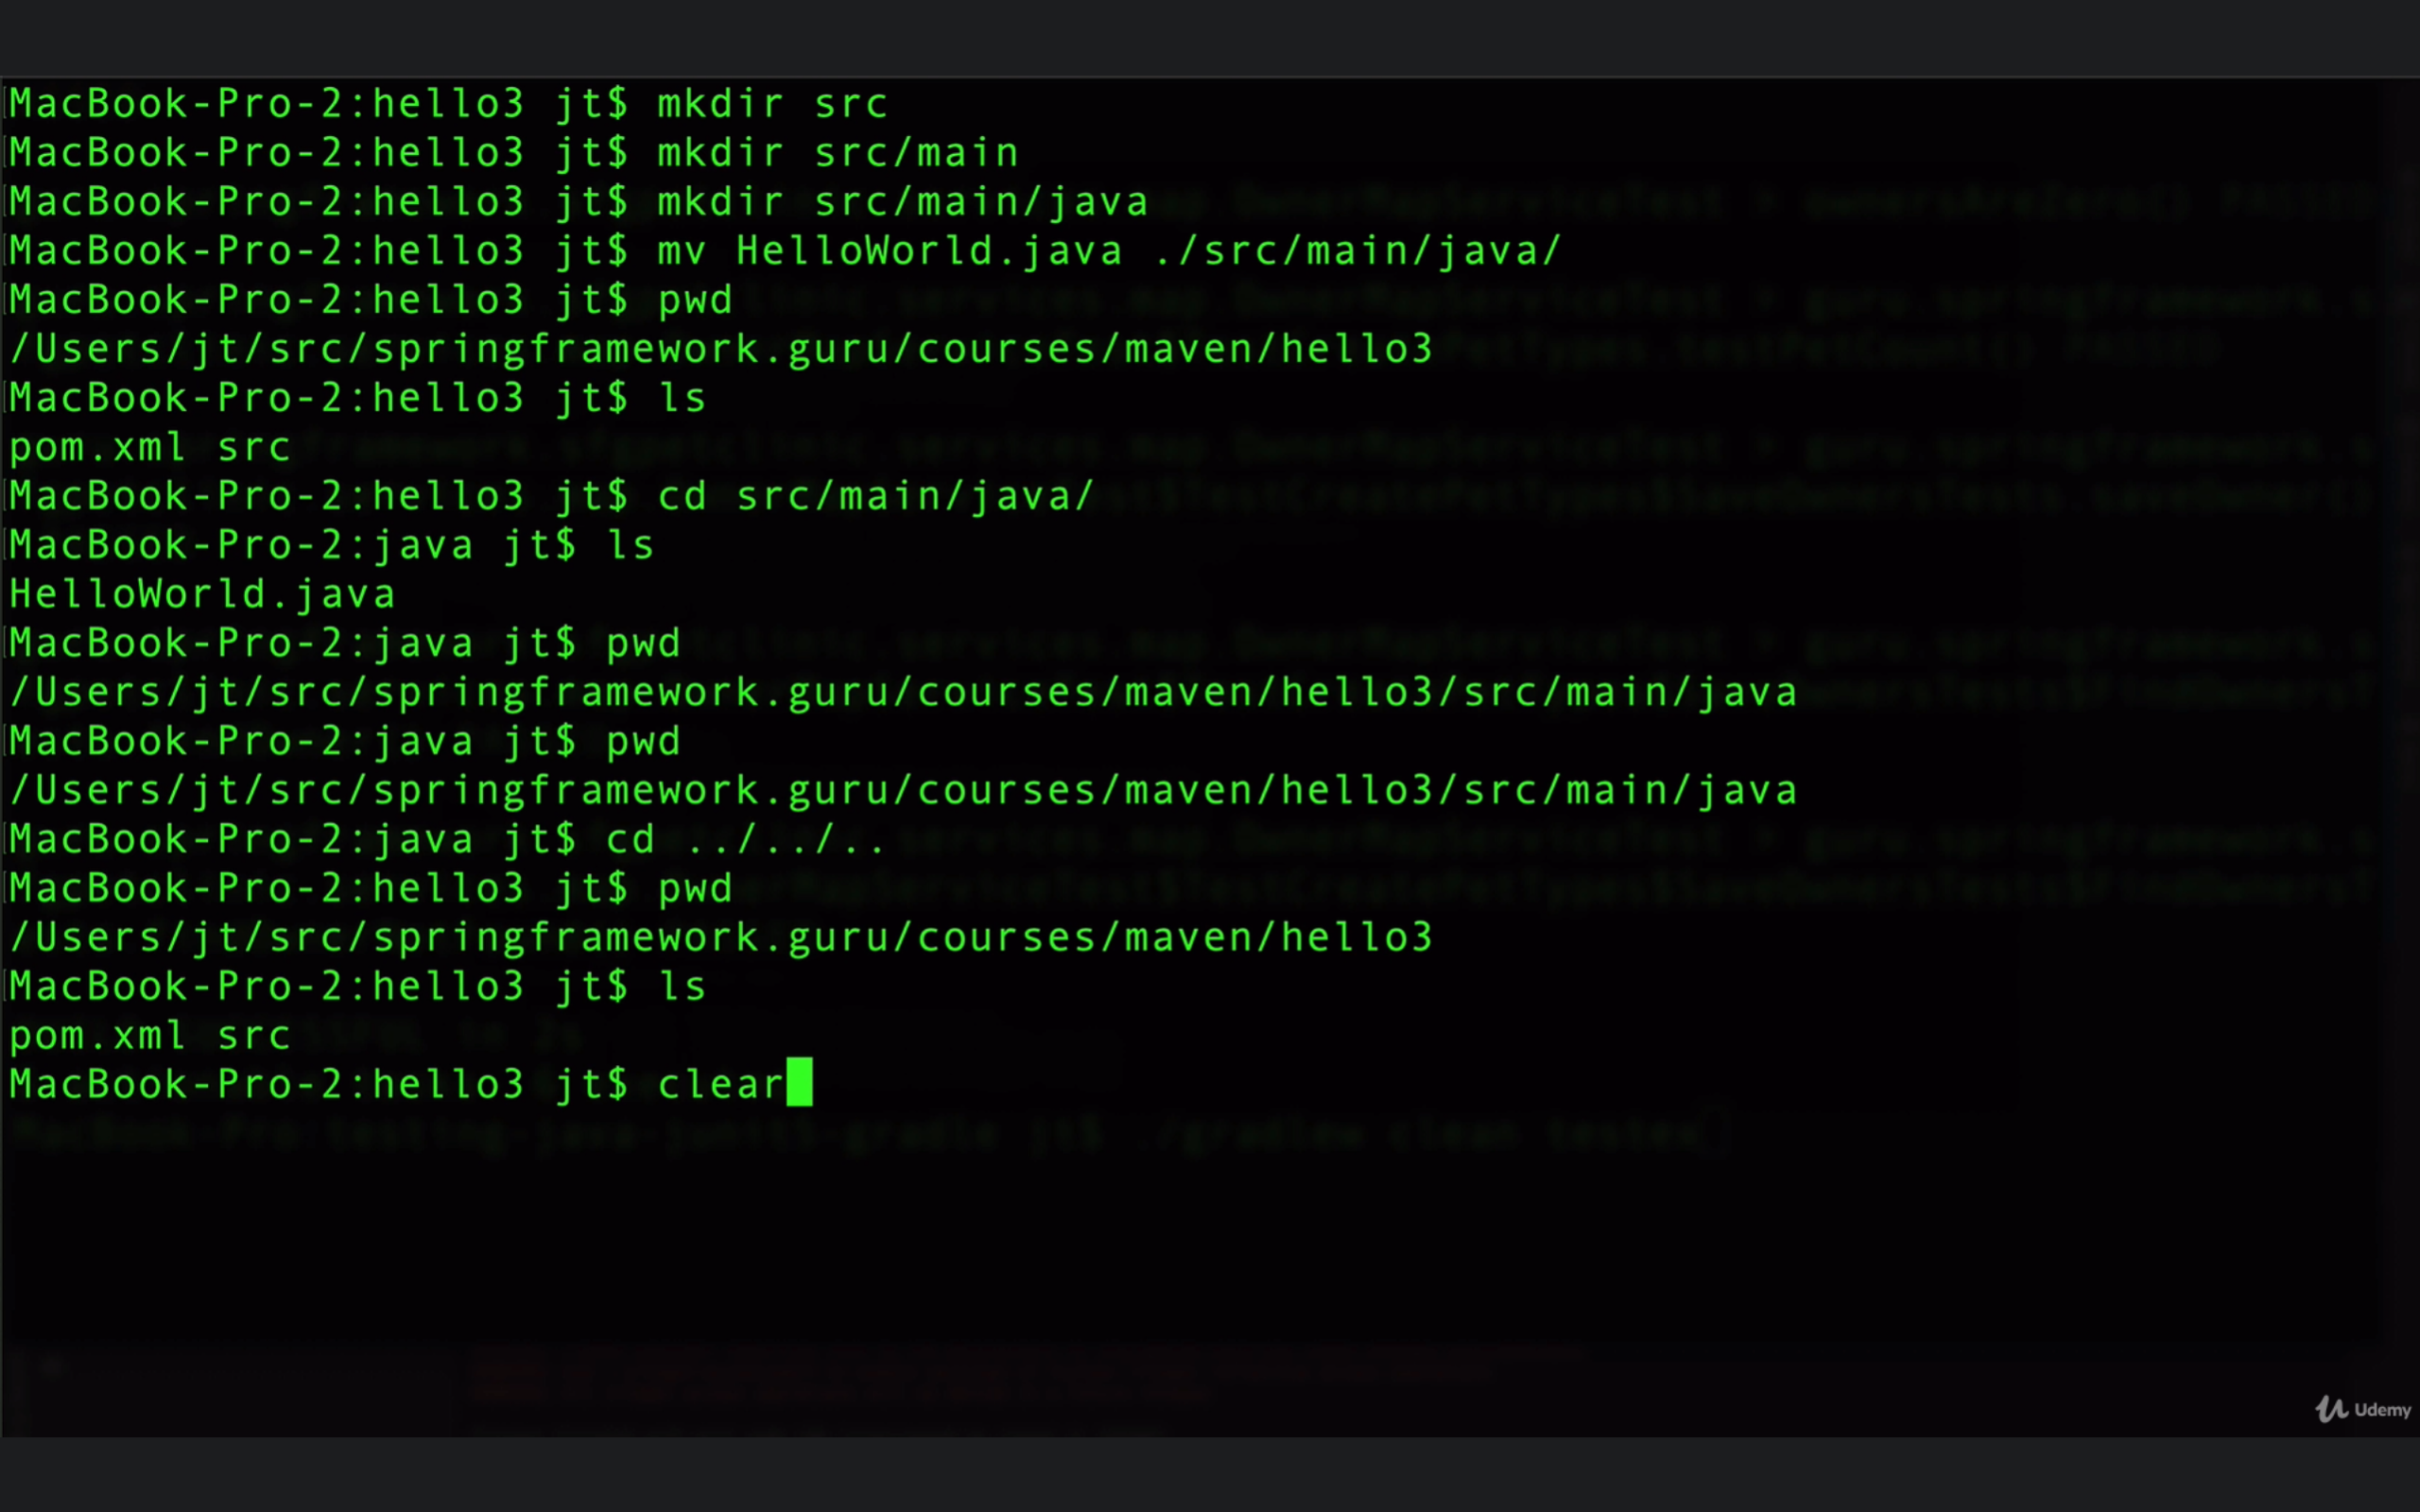 MacBook-Pro-2:hello3 jt$ mkdir src
MacBook-Pro-2:hello3 jt$ mkdir src/main
MacBook-Pro-2:hello3 jt$ mkdir src/main/java
MacBook-Pro-2:hello3 jt$ mv HelloWorld.java ./src/main/java/
MacBook-Pro-2:hello3 jt$ pwd
/Users/jt/src/springframework.guru/courses/maven/hello3
MacBook-Pro-2:hello3 jt$ ls
pom.xml src
MacBook-Pro-2:hello3 jt$ cd src/main/java/
MacBook-Pro-2:java jt$ ls
HelloWorld.java
MacBook-Pro-2:java jt$ pwd
/Users/jt/src/springframework.guru/courses/maven/hello3/src/main/java
MacBook-Pro-2:java jt$ pwd
/Users/jt/src/springframework.guru/courses/maven/hello3/src/main/java
MacBook-Pro-2:java jt$ cd ../../..
MacBook-Pro-2:hello3 jt$ pwd
/Users/jt/src/springframework.guru/courses/maven/hello3
MacBook-Pro-2:hello3 jt$ ls
pom.xml src
MacBook-Pro-2:hello3 jt$ clear
Udemy